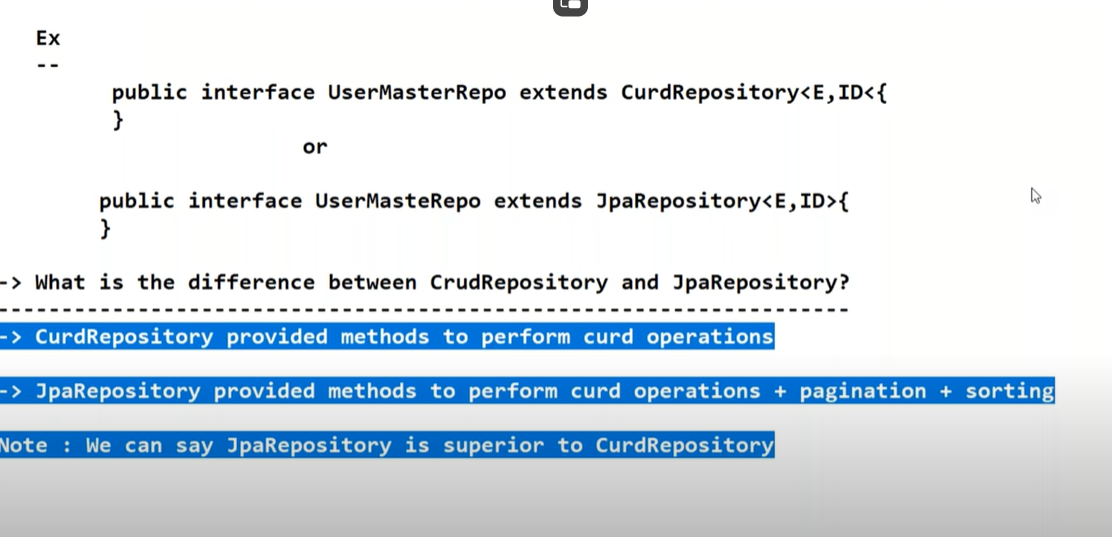 Ex
--
public interface UserMasterRepo extends CurdRepository<E,ID<{
}
or
public interface UserMasteRepo extends JpaRepository<E,ID>{
}
-> What is the difference between CrudRepository and JpaRepository?
-----------------------------------------------------------------
-> CurdRepository provided methods to perform curd operations
-> JpaRepository provided methods to perform curd operations + pagination + sorting
Note : We can say JpaRepository is superior to CurdRepository